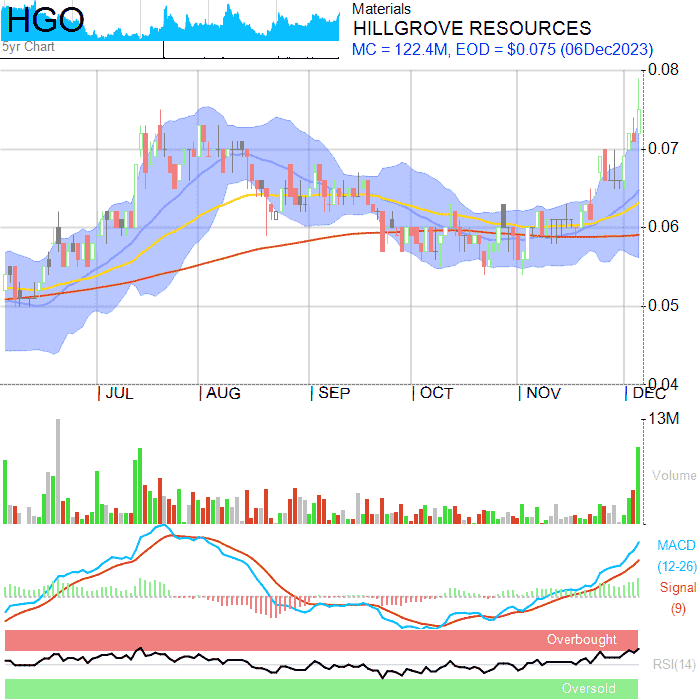 HGO
5yr Chart
Materials
HILLGROVE RESOURCES
MC = 122.4M, EOD = $0.075 (06Dec2023)
0.08
0.07
0.06
0.05
0.04
JUL AUG SEP OCT NOV DEC
13M
Volume
MACD
(12-26)
Signal
(9)
Overbought
RSI(14)
Oversold